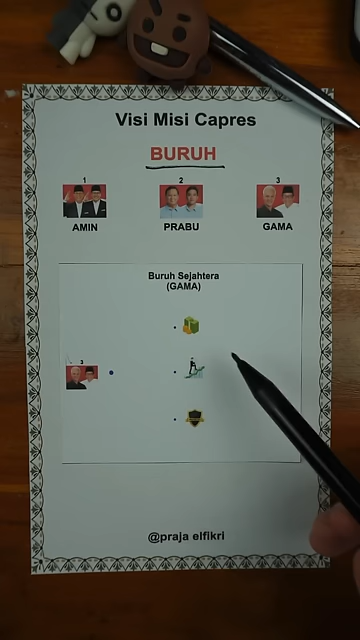 Visi Misi Capres
BURUH
1
2
3
AMIN
PRABU
GAMA
Buruh Sejahtera
(GAMA)
3
@praja elfikri